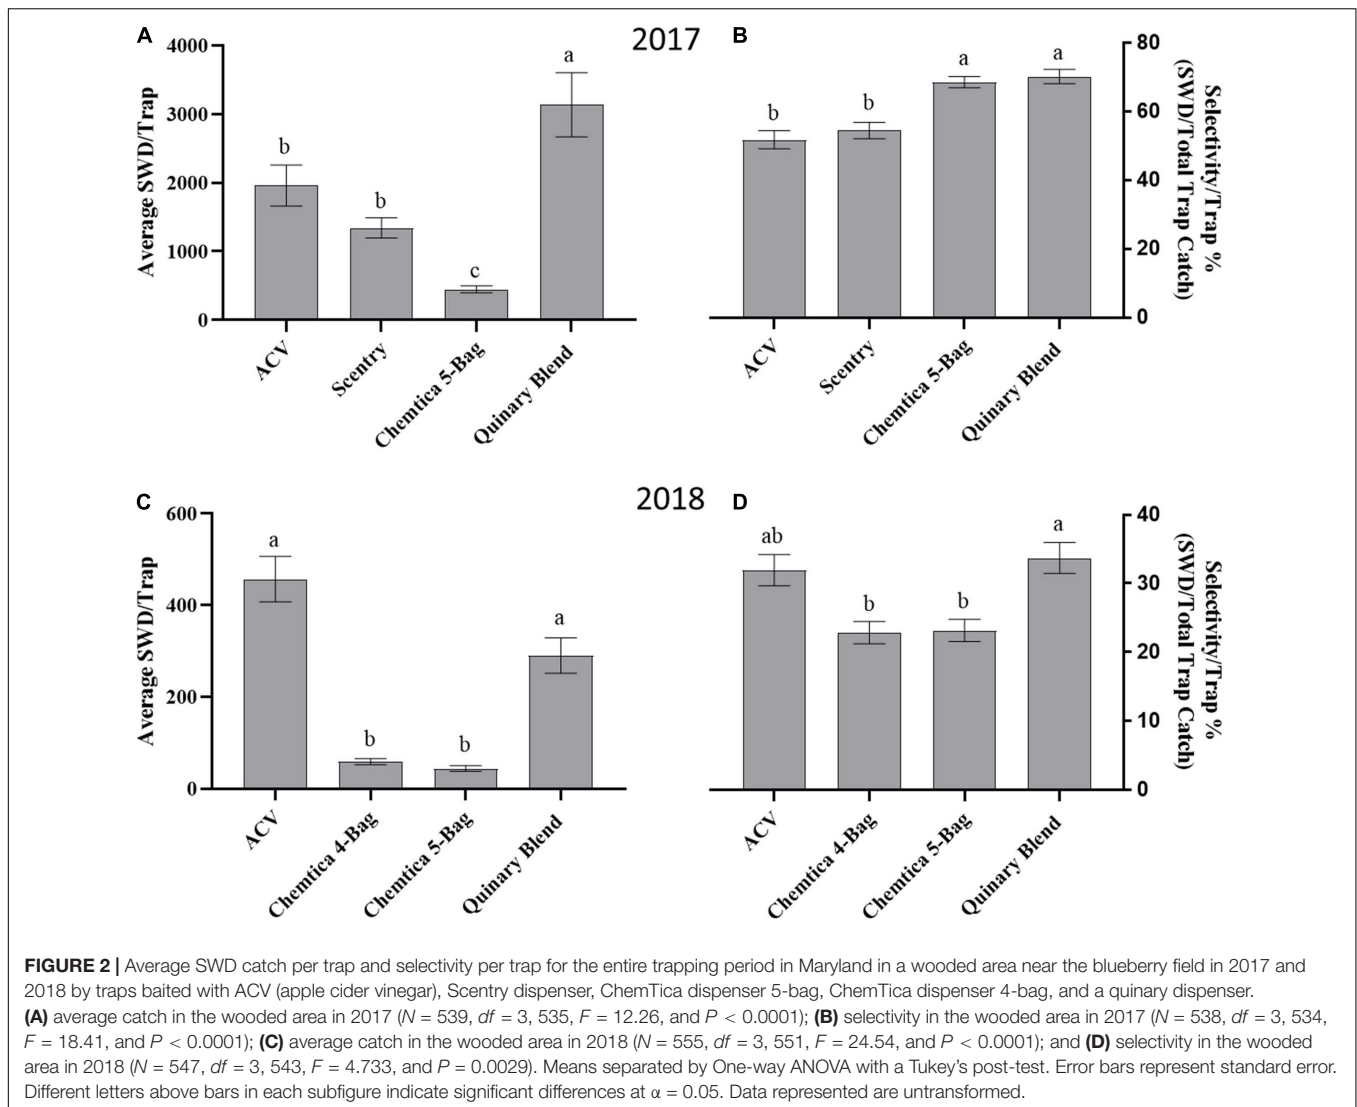 A
2017
B
4000
3000
2000
1000
0
Average SWD/Trap
b
b
c
a
ACV
Scentry
Chemtica 5-Bag
Quinary Blend
b
b
a
a
80
60
40
20
0
Selectivity/Trap %
(SWD/Total Trap Catch)
ACV
Scentry
Chemtica 5-Bag
Quinary Blend
C
2018
D
600
400
200
0
Average SWD/Trap
a
b
b
a
ACV
Chemtica 4-Bag
Chemtica 5-Bag
Quinary Blend
ab
b
b
a
40
30
20
10
0
Selectivity/Trap %
(SWD/Total Trap Catch)
ACV
Chemtica 4-Bag
Chemtica 5-Bag
Quinary Blend
FIGURE 2 | Average SWD catch per trap and selectivity per trap for the entire trapping period in Maryland in a wooded area near the blueberry field in 2017 and
2018 by traps baited with ACV (apple cider vinegar), Scentry dispenser, ChemTica dispenser 5-bag, ChemTica dispenser 4-bag, and a quinary dispenser.
(A) average catch in the wooded area in 2017 (N = 539, df = 3, 535, F = 12.26, and P < 0.0001); (B) selectivity in the wooded area in 2017 (N = 538, df = 3, 534,
F = 18.41, and P < 0.0001); (C) average catch in the wooded area in 2018 (N = 555, df = 3, 551, F = 24.54, and P < 0.0001); and (D) selectivity in the wooded
area in 2018 (N = 547, df = 3, 543, F = 4.733, and P = 0.0029). Means separated by One-way ANOVA with a Tukey's post-test. Error bars represent standard error.
Different letters above bars in each subfigure indicate significant differences at α = 0.05. Data represented are untransformed.